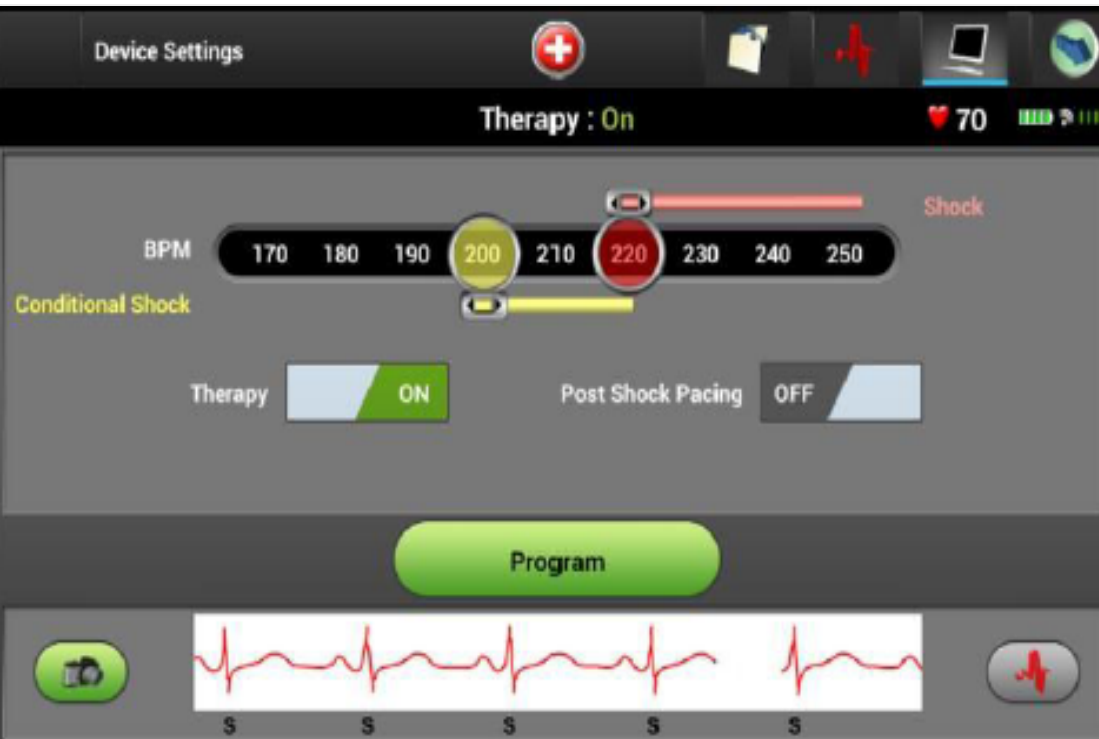 Device Settings
Therapy : On
70
Shock
BPM 170 180 190 200 210 220 230 240 250
Conditional Shock
Therapy ON Post Shock Pacing OFF
Program
S S S S S